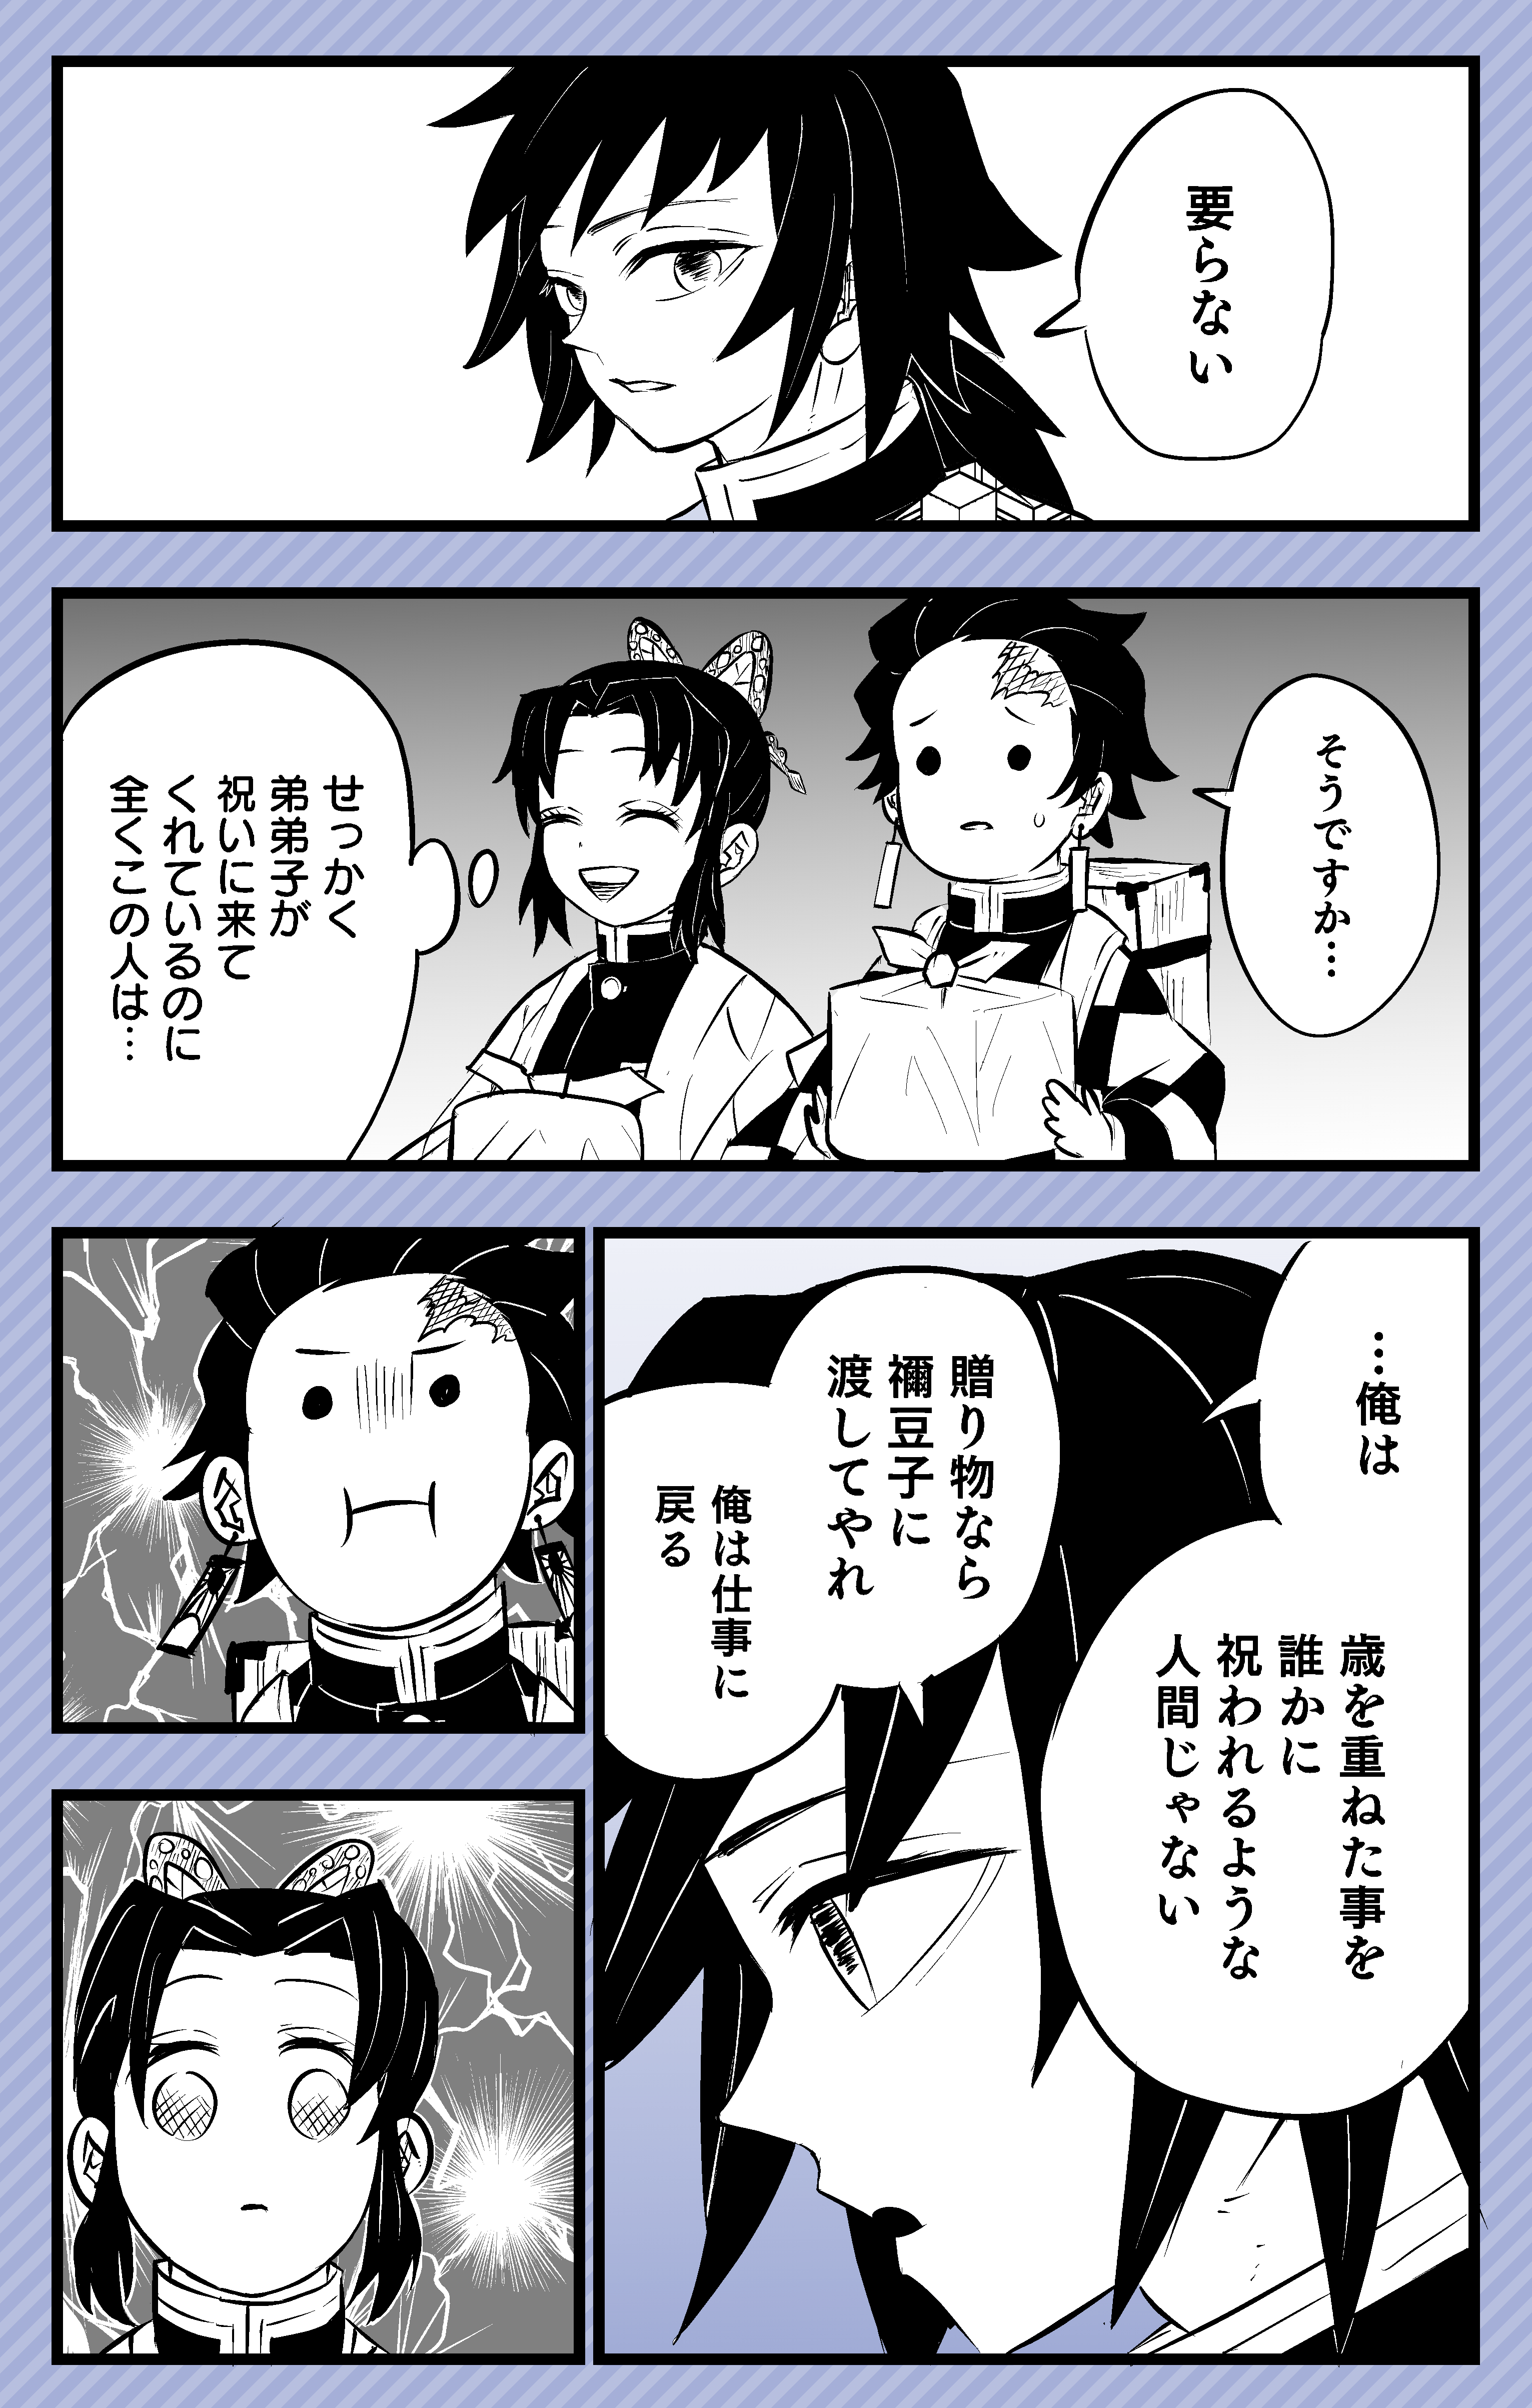 要らない
そうですか…
せっかく
弟弟子が
祝いに来て
くれているのに
全くこの人は…
…俺は
歳を重ねた事を
誰かに
祝われるような
人間じゃない
贈り物なら
禰豆子に
渡してやれ
俺は仕事に
戻る